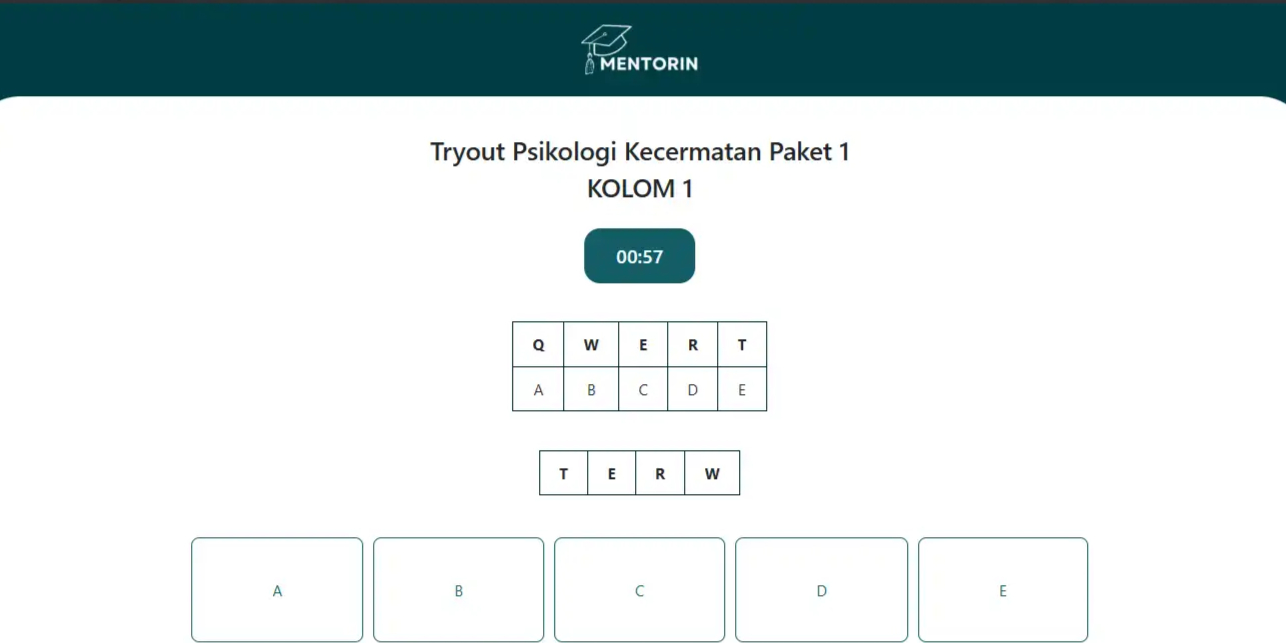 MENTORIN
Tryout Psikologi Kecermatan Paket 1
KOLOM 1
00:57
Q W E R T
A B C D E
T E R W
A B C D E